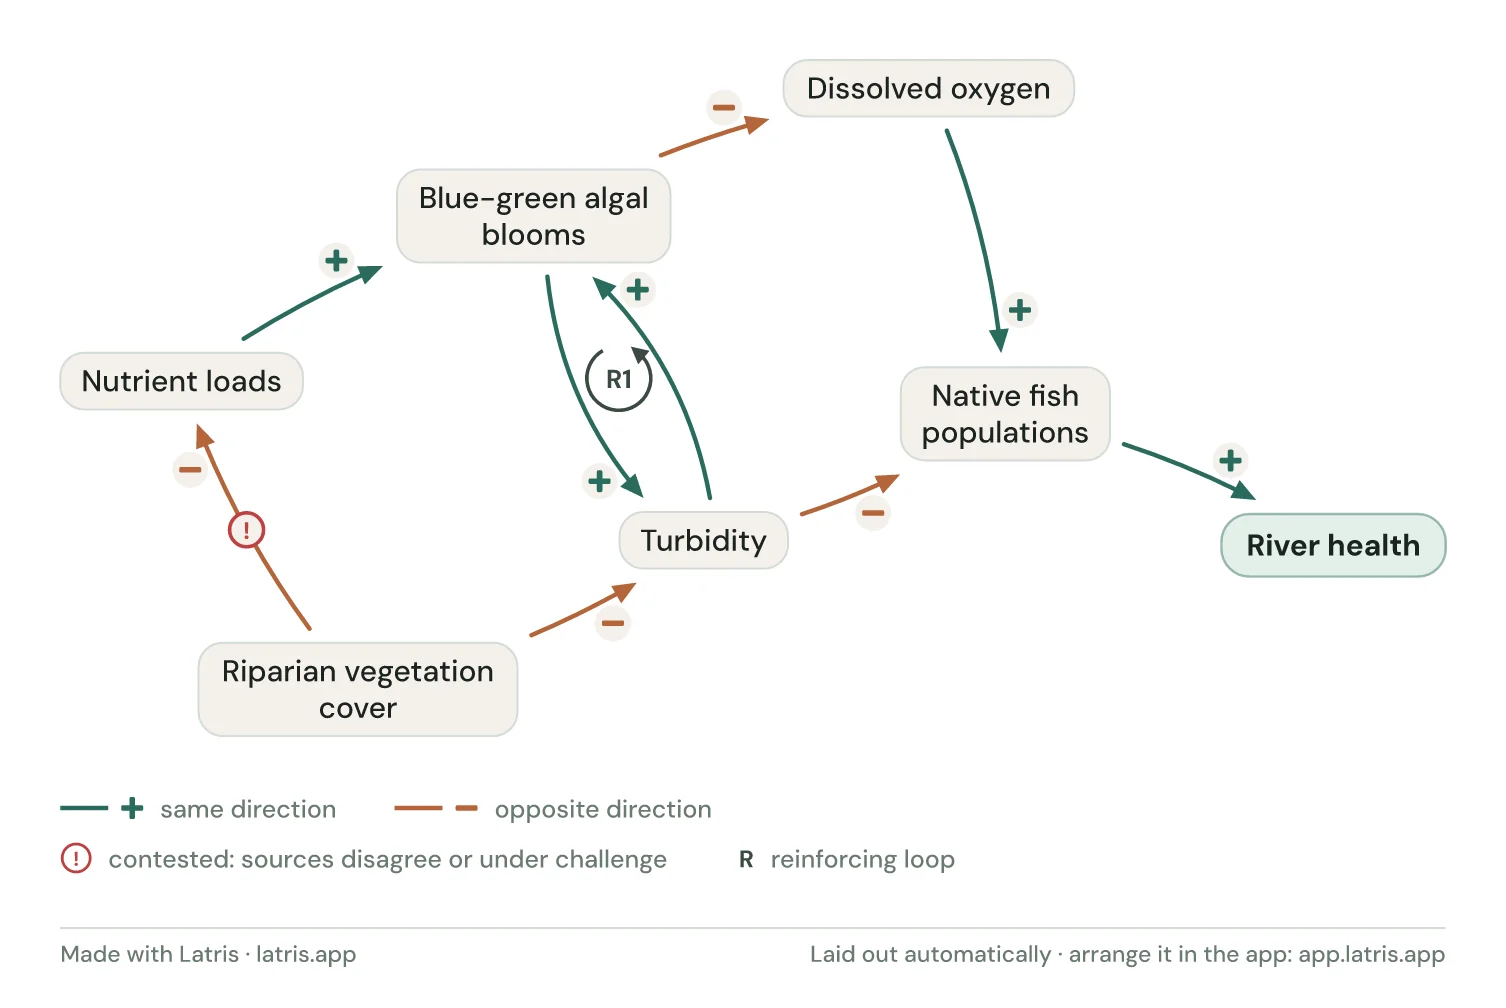 Dissolved oxygen
Blue-green algal
blooms
Nutrient loads
R1
Native fish
populations
Turbidity
River health
!
Riparian vegetation
cover
+ same direction
− opposite direction
! contested: sources disagree or under challenge
R reinforcing loop
Made with Latris · latris.app
Laid out automatically · arrange it in the app: app.latris.app